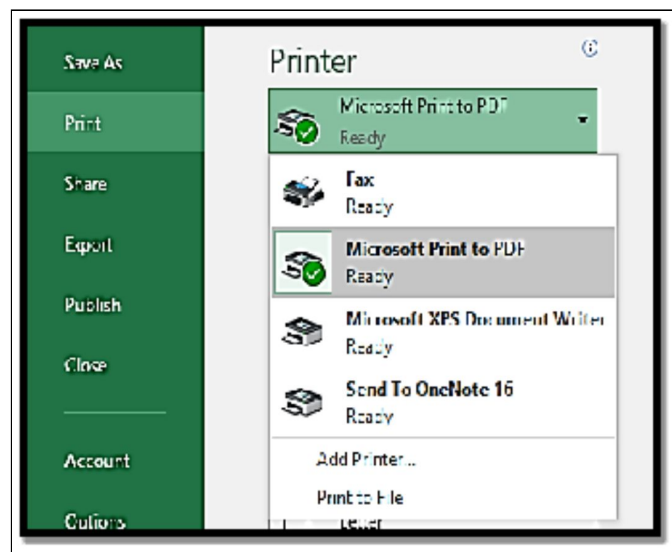 Save As
Print
Share
Export
Publish
Close
Account
Options
Printer
Microsoft Print to PDF
Ready
Fax
Ready
Microsoft Print to PDF
Ready
Microsoft XPS Document Writer
Ready
Send To OneNote 16
Ready
Add Printer...
Print to File
Letter